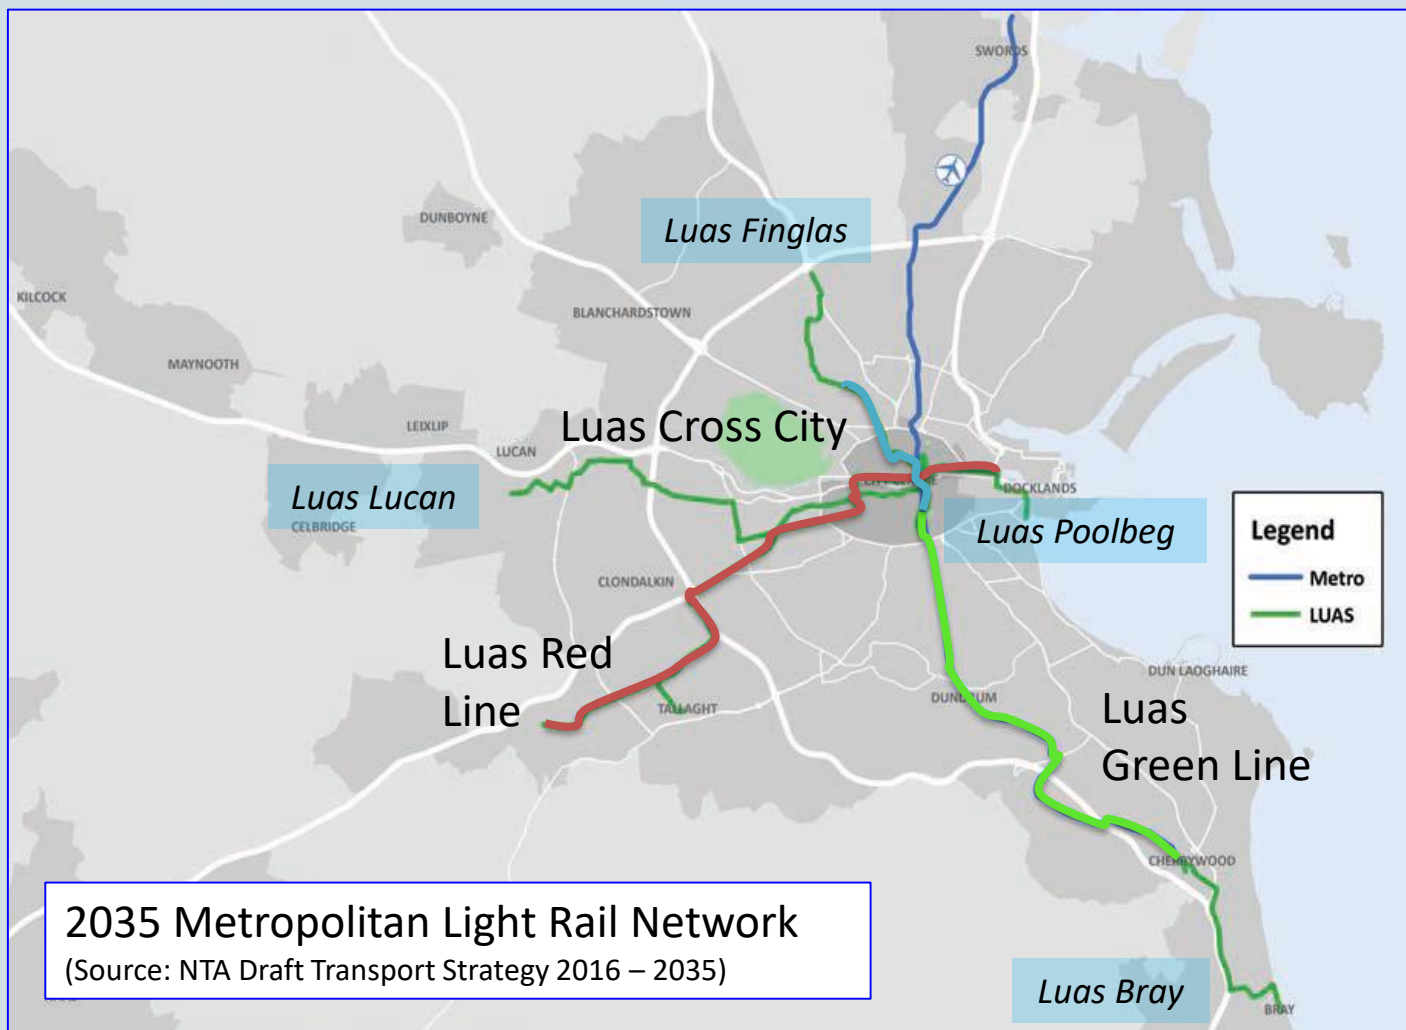 SWORDS
DUNBOYNE
Luas Finglas
KILCOCK
BLANCHARDSTOWN
MAYNOOTH
LEIXLIP
Luas Cross City
LUCAN
Luas Lucan
DOCKLANDS
CELBRIDGE
Luas Poolbeg
Legend
Metro
LUAS
CLONDALKIN
Luas Red
Line
DUN LAOGHAIRE
TALLAGHT
DUNDRUM
Luas
Green Line
CHERRYWOOD
2035 Metropolitan Light Rail Network
(Source: NTA Draft Transport Strategy 2016 – 2035)
Luas Bray
BRAY